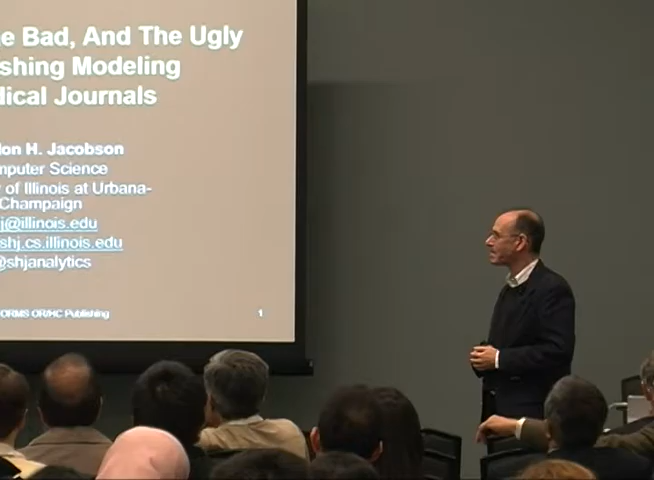 e Bad, And The Ugly
shing Modeling
ical Journals
on H. Jacobson
mputer Science
of Illinois at Urbana-
Champaign
j@illinois.edu
shj.cs.illinois.edu
@shjanalytics
ORMS OR/HC Publishing
1